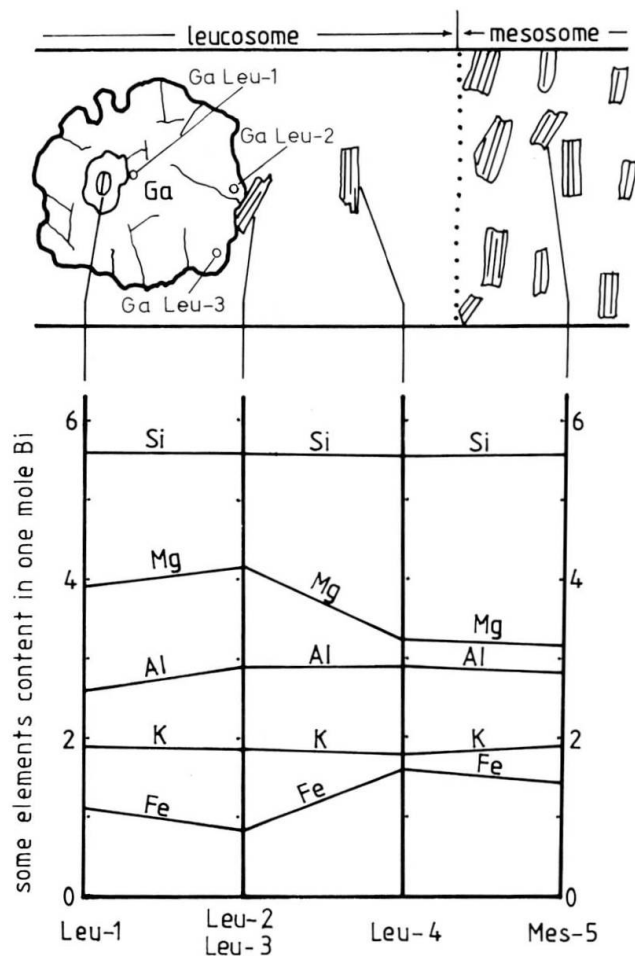 leucosome mesosome
Ga Leu-1
Ga Leu-2
Ga
Ga Leu-3
some elements content in one mole Bi
6 6
Si Si Si
4 4
Mg Mg Mg
Al Al Al
2 2
K K K
Fe Fe Fe
0 0
Leu-1 Leu-2 Leu-4 Mes-5
Leu-3